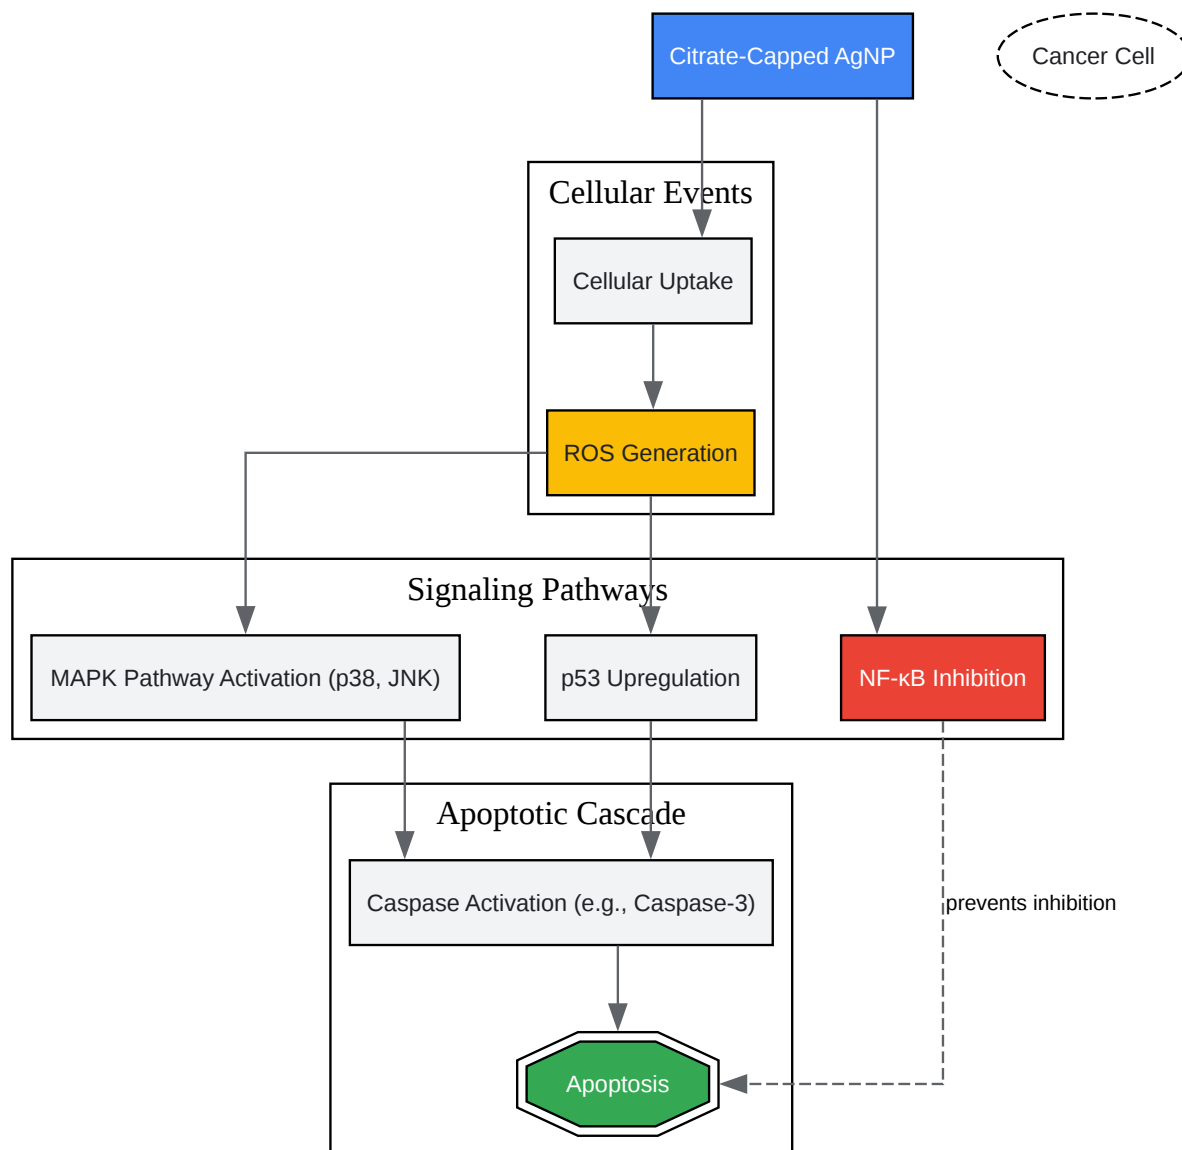 Citrate-Capped AgNP
Cancer Cell
Cellular Events
Cellular Uptake
ROS Generation
Signaling Pathways
MAPK Pathway Activation (p38, JNK)
p53 Upregulation
NF-κB Inhibition
Apoptotic Cascade
Caspase Activation (e.g., Caspase-3)
prevents inhibition
Apoptosis